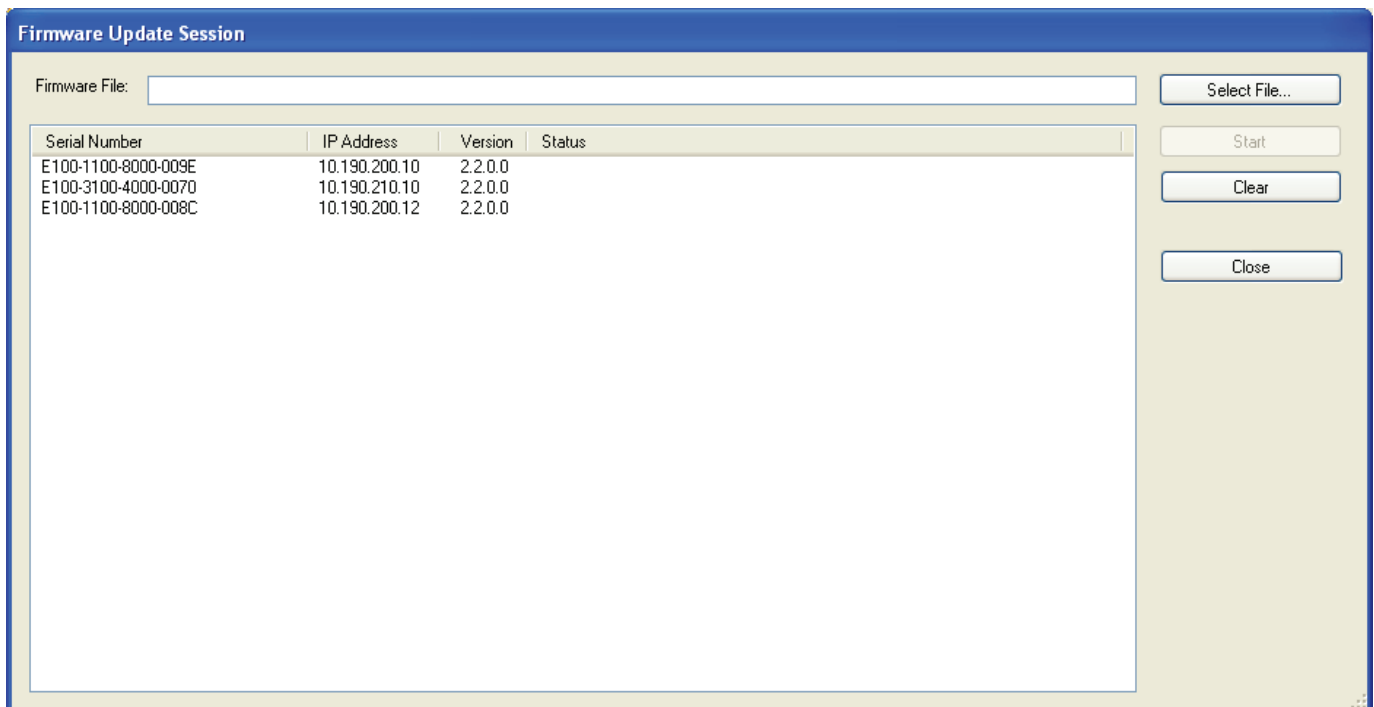 Firmware Update Session
Firmware File:
Select File...
Serial Number IP Address Version Status
Start
E100-1100-8000-009E 10.190.200.10 2.2.0.0
E100-3100-4000-0070 10.190.210.10 2.2.0.0
Clear
E100-1100-8000-008C 10.190.200.12 2.2.0.0
Close